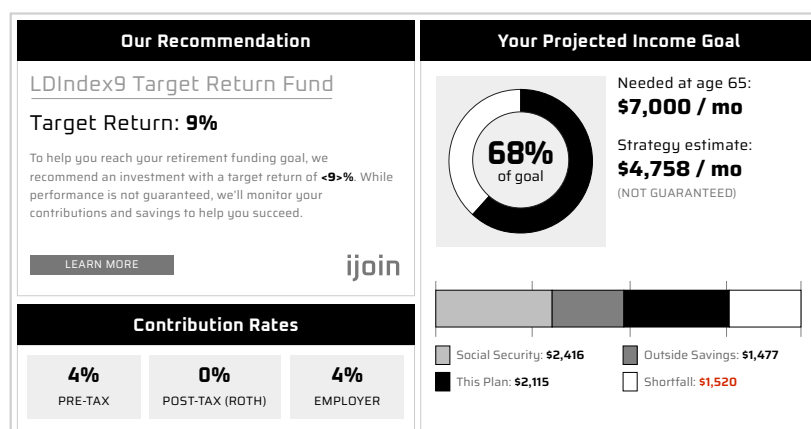 Our Recommendation
LDIndex9 Target Return Fund
Target Return: 9%
To help you reach your retirement funding goal, we
recommend an investment with a target return of <9>%. While
performance is not guaranteed, we'll monitor your
contributions and savings to help you succeed.
LEARN MORE
ijoin
Contribution Rates
4%
PRE-TAX
0%
POST-TAX (ROTH)
4%
EMPLOYER
Your Projected Income Goal
68%
of goal
Needed at age 65:
$7,000 / mo
Strategy estimate:
$4,758 / mo
(NOT GUARANTEED)
Social Security: $2,416
Outside Savings: $1,477
This Plan: $2,115
Shortfall: $1,520